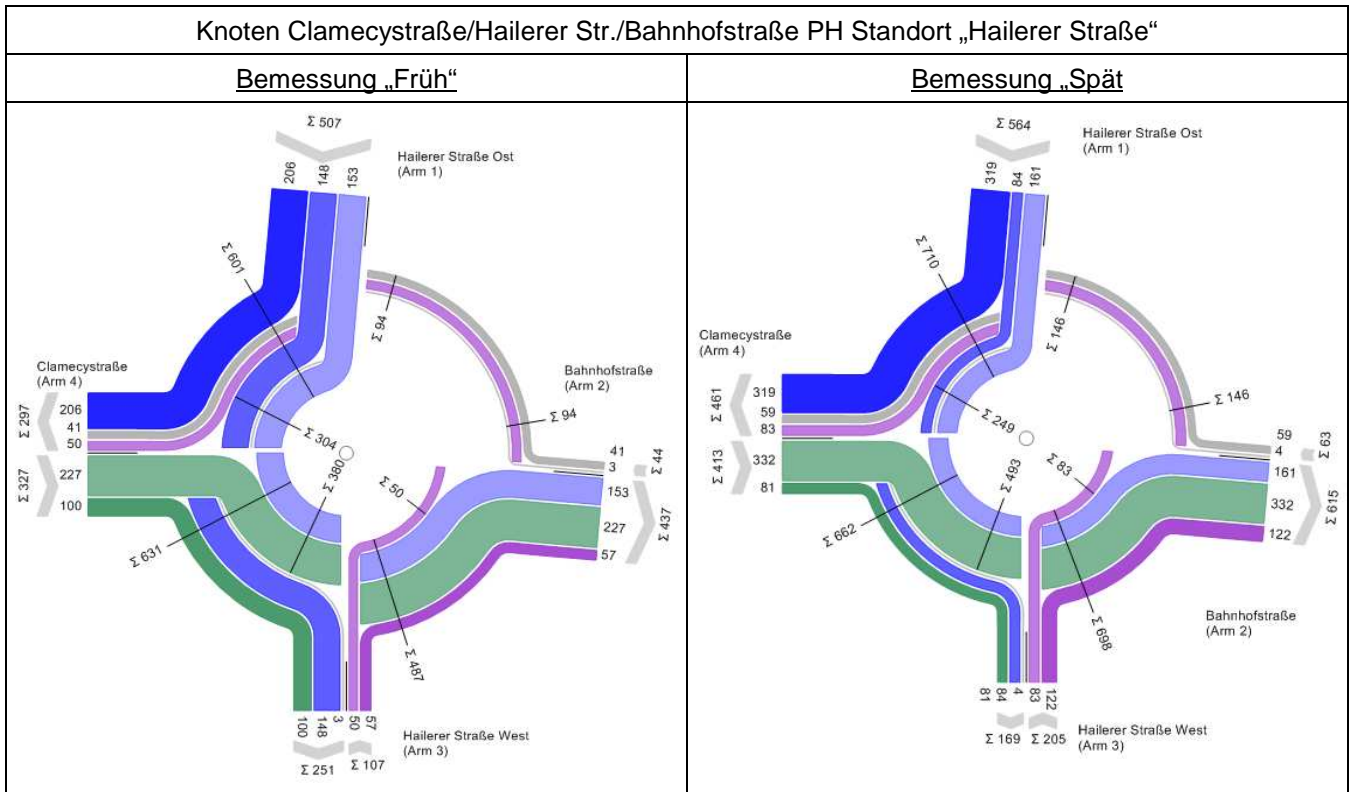 Knoten Clamecystraße/Hailerer Str./Bahnhofstraße PH Standort „Hailerer Straße“
Bemessung „Früh“
Bemessung „Spät
Σ 507
206
148
153
Hailerer Straße Ost
(Arm 1)
Σ 601
Σ 94
Clamecystraße
(Arm 4)
Σ 297
206
41
50
Σ 327
227
100
Bahnhofstraße
(Arm 2)
Σ 94
41
3
Σ 44
153
227
57
Σ 437
Σ 304
Σ 380
Σ 50
Σ 631
Σ 487
100
148
3
50
57
Σ 251
Σ 107
Hailerer Straße West
(Arm 3)
Σ 564
319
84
161
Hailerer Straße Ost
(Arm 1)
Σ 710
Σ 146
Clamecystraße
(Arm 4)
Σ 461
319
59
83
Σ 413
332
81
Σ 146
59
4
Σ 63
161
332
122
Σ 615
Σ 249
Σ 493
Σ 83
Σ 662
Σ 698
Bahnhofstraße
(Arm 2)
81
84
4
83
122
Σ 169
Σ 205
Hailerer Straße West
(Arm 3)